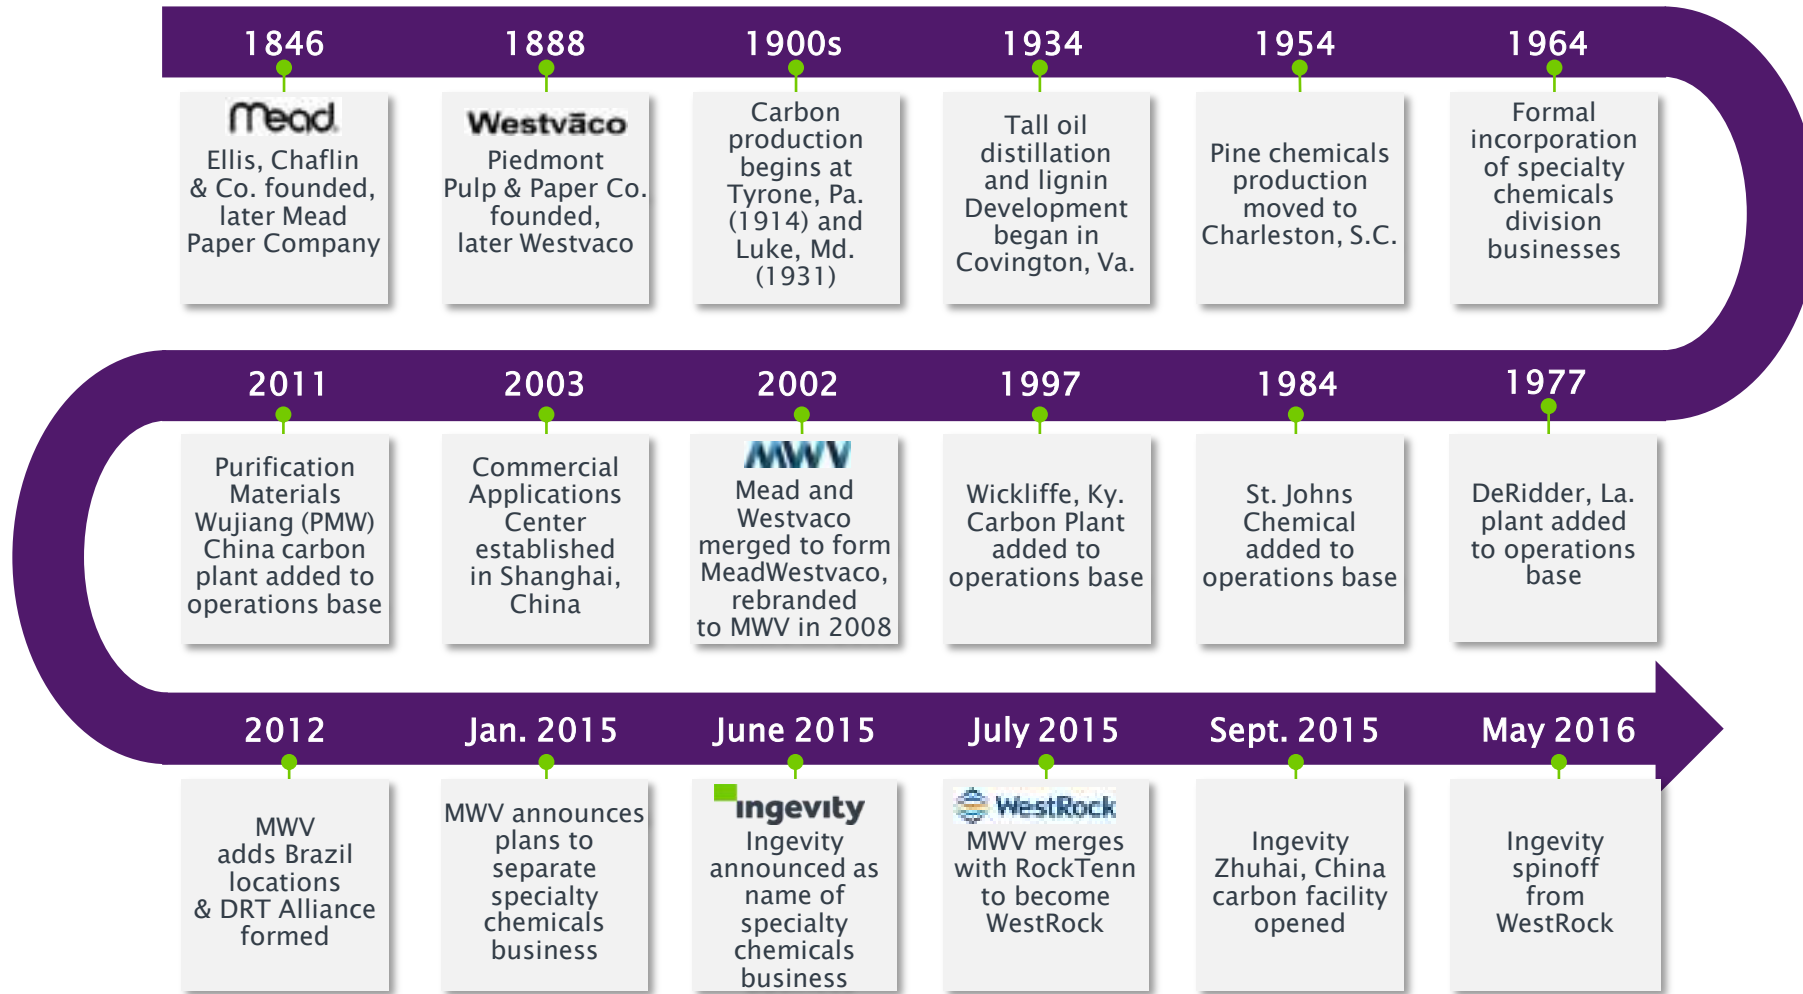 1846
Mead
Ellis, Chaflin
& Co. founded,
later Mead
Paper Company
1888
Westvāco
Piedmont
Pulp & Paper Co.
founded,
later Westvaco
1900s
Carbon
production
begins at
Tyrone, Pa.
(1914) and
Luke, Md.
(1931)
1934
Tall oil
distillation
and lignin
Development
began in
Covington, Va.
1954
Pine chemicals
production
moved to
Charleston, S.C.
1964
Formal
incorporation
of specialty
chemicals
division
businesses
1977
DeRidder, La.
plant added
to operations
base
1984
St. Johns
Chemical
added to
operations base
1997
Wickliffe, Ky.
Carbon Plant
added to
operations base
2002
MWV
Mead and
Westvaco
merged to form
MeadWestvaco,
rebranded
to MWV in 2008
2003
Commercial
Applications
Center
established
in Shanghai,
China
2011
Purification
Materials
Wujiang (PMW)
China carbon
plant added to
operations base
2012
MWV
adds Brazil
locations
& DRT Alliance
formed
Jan. 2015
MWV announces
plans to
separate
specialty
chemicals
business
June 2015
ingevity
Ingevity
announced as
name of
specialty
chemicals
business
July 2015
WestRock
MWV merges
with RockTenn
to become
WestRock
Sept. 2015
Ingevity
Zhuhai, China
carbon facility
opened
May 2016
Ingevity
spinoff
from
WestRock